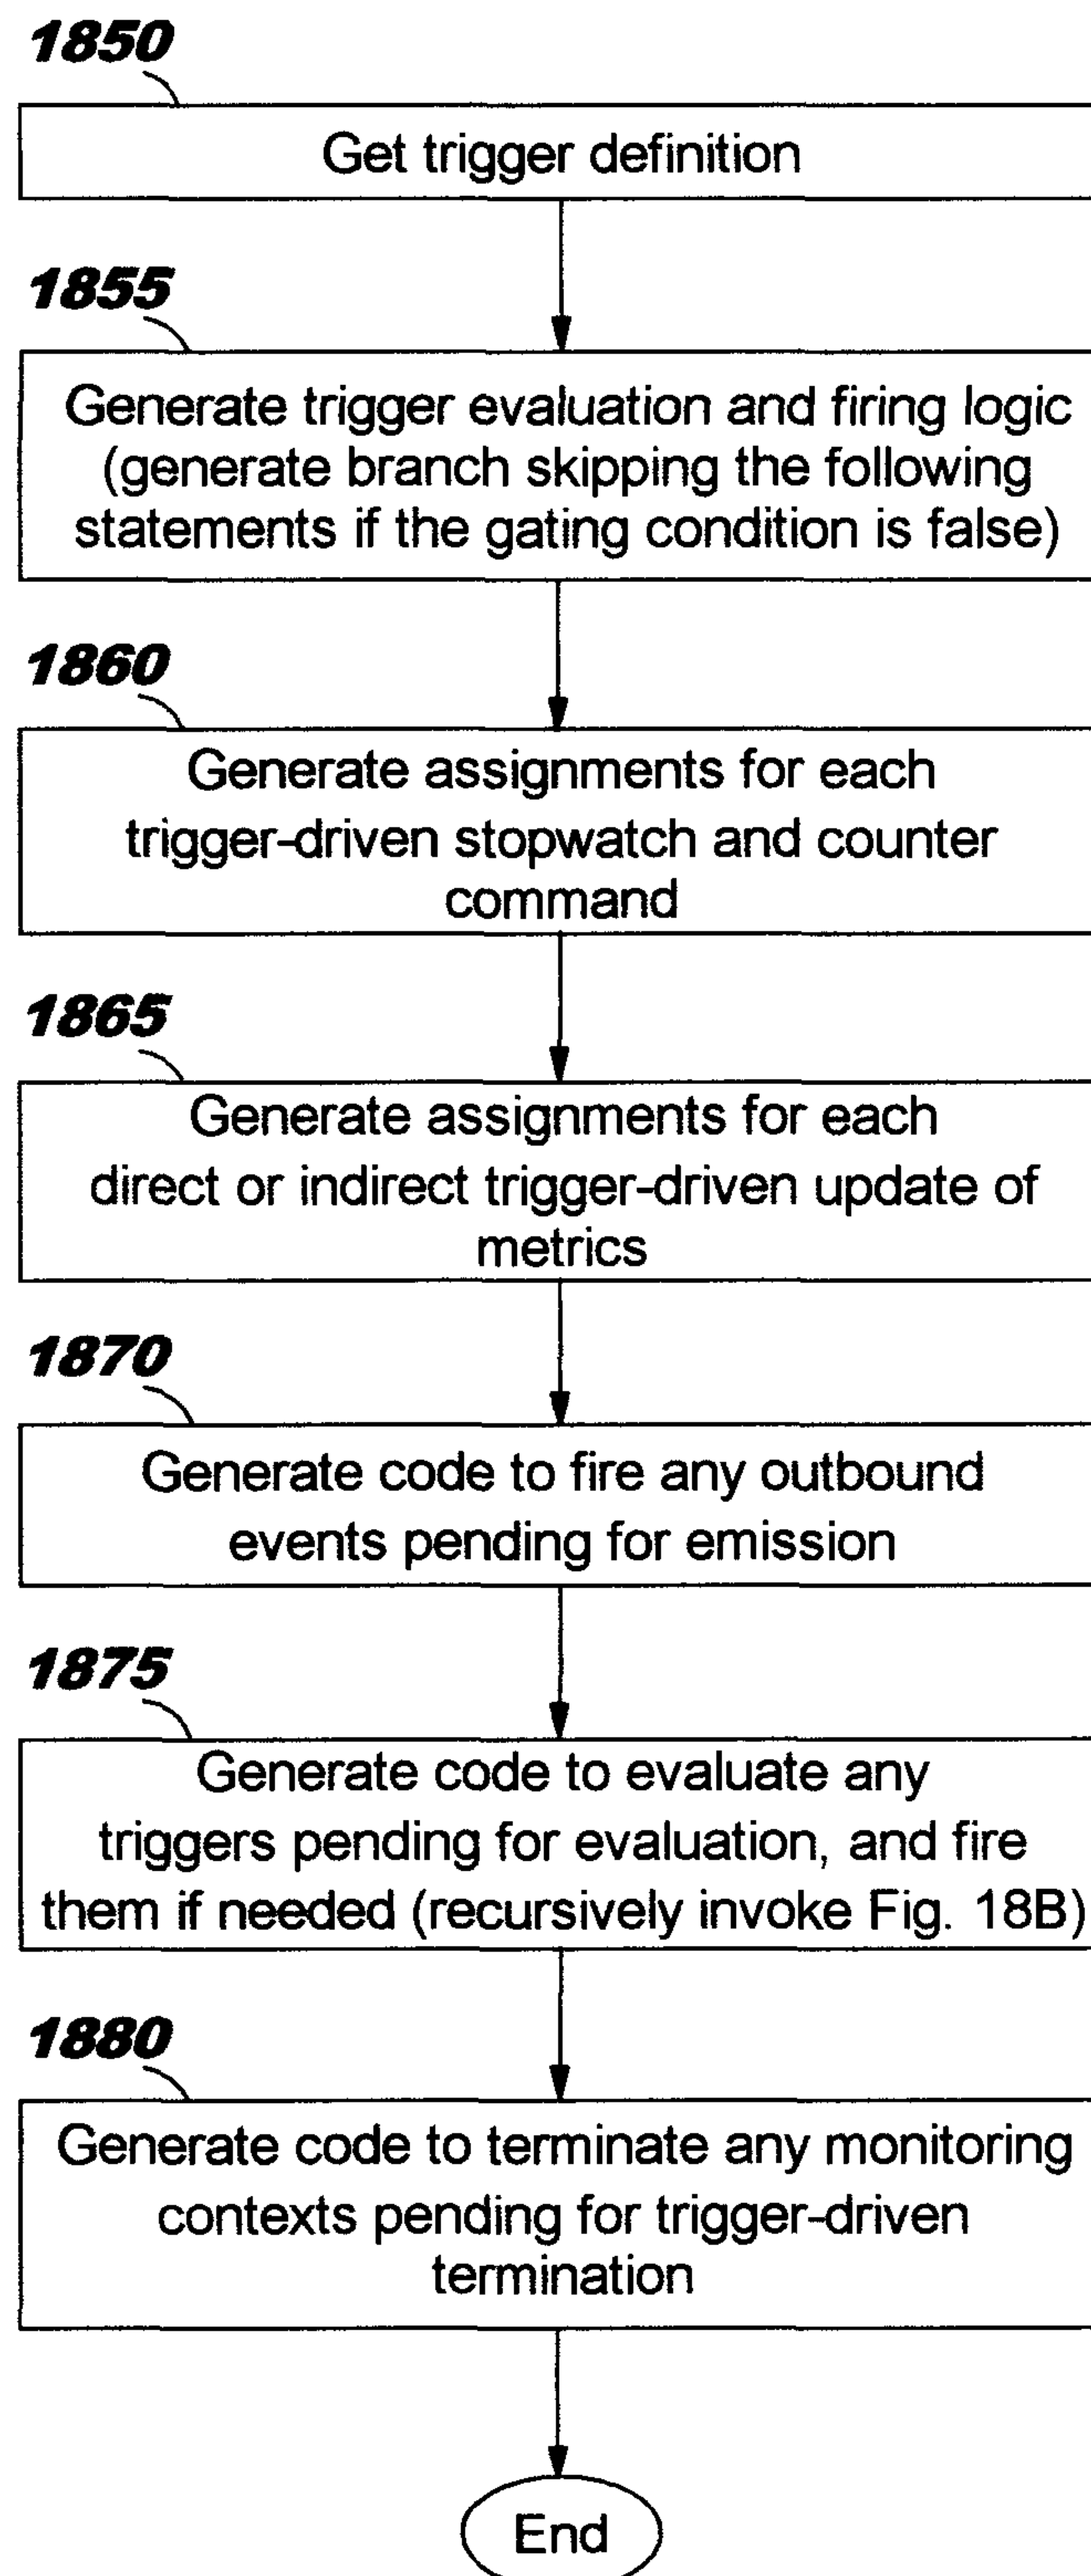 1850
Get trigger definition
1855
Generate trigger evaluation and firing logic
(generate branch skipping the following
statements if the gating condition is false)
1860
Generate assignments for each
trigger-driven stopwatch and counter
command
1865
Generate assignments for each
direct or indirect trigger-driven update of
metrics
1870
Generate code to fire any outbound
events pending for emission
1875
Generate code to evaluate any
triggers pending for evaluation, and fire
them if needed (recursively invoke Fig. 18B)
1880
Generate code to terminate any monitoring
contexts pending for trigger-driven
termination
End